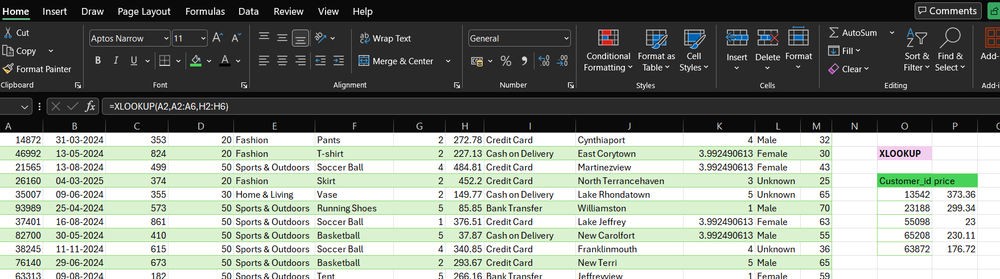 Home Insert Draw Page Layout Formulas Data Review View Help Comments
Cut
Copy
Format Painter
Clipboard
Aptos Narrow 11 A A
B I U A
Font
ab Wrap Text
Merge & Center
Alignment
General
% 9 .00 .00
Number
Conditional Formatting
Format as Table
Cell Styles
Styles
Insert Delete Format
Cells
AutoSum
Fill
Clear
Sort & Filter
Find & Select
Editing
Add-
Add-i
fx =XLOOKUP(A2,A2:A6,H2:H6)
A B C D E F G H I J K L M N O P
14872 31-03-2024 353 20 Fashion Pants 2 272.78 Credit Card Cynthiaport 4 Male 32
46992 13-05-2024 824 20 Fashion T-shirt 2 227.13 Cash on Delivery East Corytown 3.992490613 Female 30 XLOOKUP
21565 13-08-2024 499 50 Sports & Outdoors Soccer Ball 4 484.81 Credit Card Martinezview 3.992490613 Female 43
26160 04-03-2025 374 20 Fashion Skirt 2 452.2 Credit Card North Terrancehaven 3 Unknown 25 Customer_id price
35007 09-06-2024 355 30 Home & Living Vase 2 149.77 Cash on Delivery Lake Rhondatown 5 Unknown 65 13542 373.36
93989 25-04-2024 573 50 Sports & Outdoors Running Shoes 5 85.85 Bank Transfer Williamston 1 Male 70 23188 299.34
37401 16-08-2024 861 50 Sports & Outdoors Soccer Ball 1 376.51 Credit Card Lake Jeffrey 3.992490613 Female 63 55098 23
82700 30-05-2024 410 50 Sports & Outdoors Basketball 5 37.87 Cash on Delivery New Carolfort 3.992490613 Male 55 65208 230.11
38245 11-11-2024 615 50 Sports & Outdoors Soccer Ball 4 340.85 Credit Card Franklinmouth 4 Unknown 36 63872 176.72
76140 29-06-2024 673 50 Sports & Outdoors Basketball 2 293.67 Credit Card New Terri 5 Male 65
63313 09-08-2024 182 50 Sports & Outdoors Tent 5 266.16 Bank Transfer Jeffreyview 1 Female 59